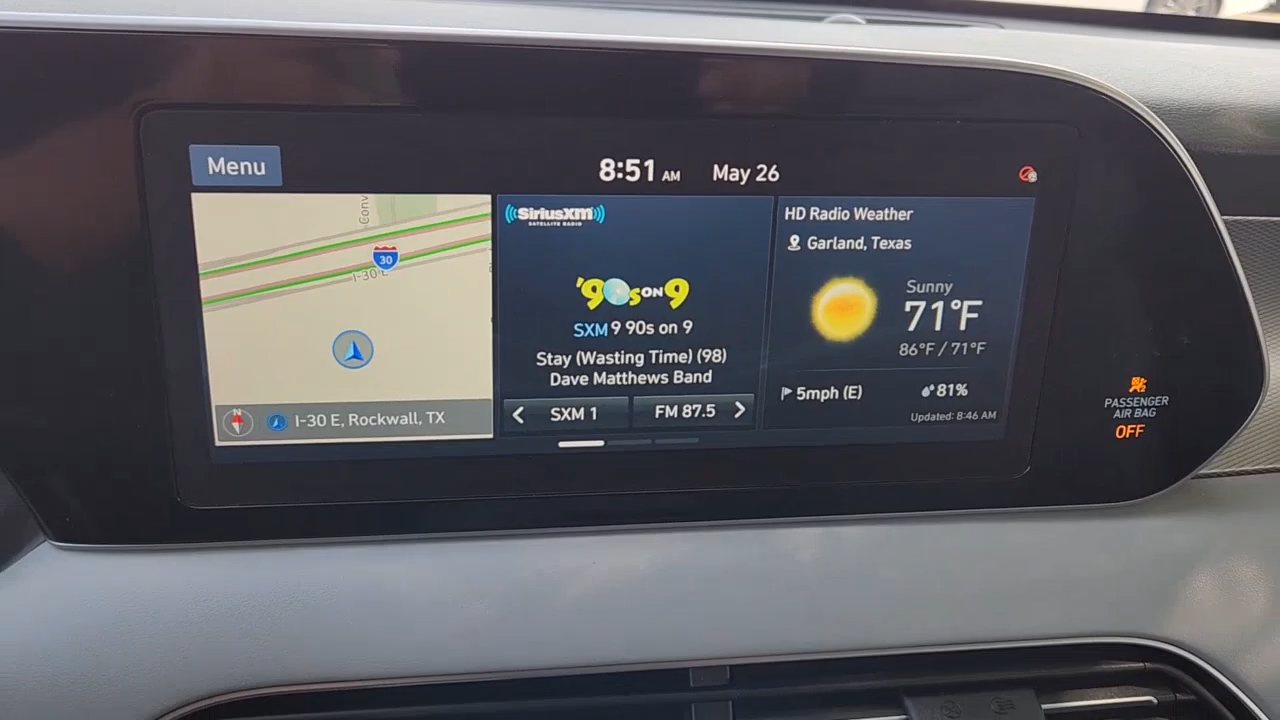 Menu
8:51 AM
May 26
Conv
30
I-30 E
N
I-30 E, Rockwall, TX
SiriusXM
SATELLITE RADIO
'90s ON 9
SXM 9 90s on 9
Stay (Wasting Time) (98)
Dave Matthews Band
SXM 1
FM 87.5
HD Radio Weather
Garland, Texas
Sunny
71°F
86°F / 71°F
5mph (E)
81%
Updated: 8:46 AM
PASSENGER
AIR BAG
OFF